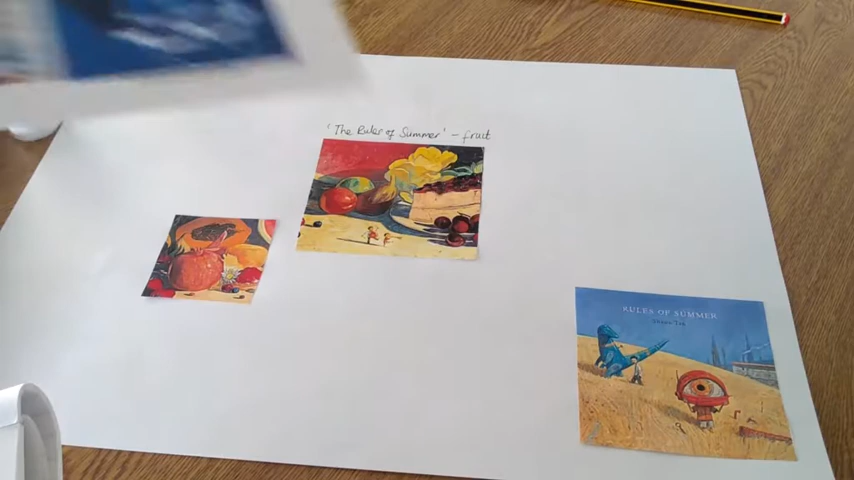 'The Rules of Summer' - fruit
RULES OF SUMMER
Shaun Tan